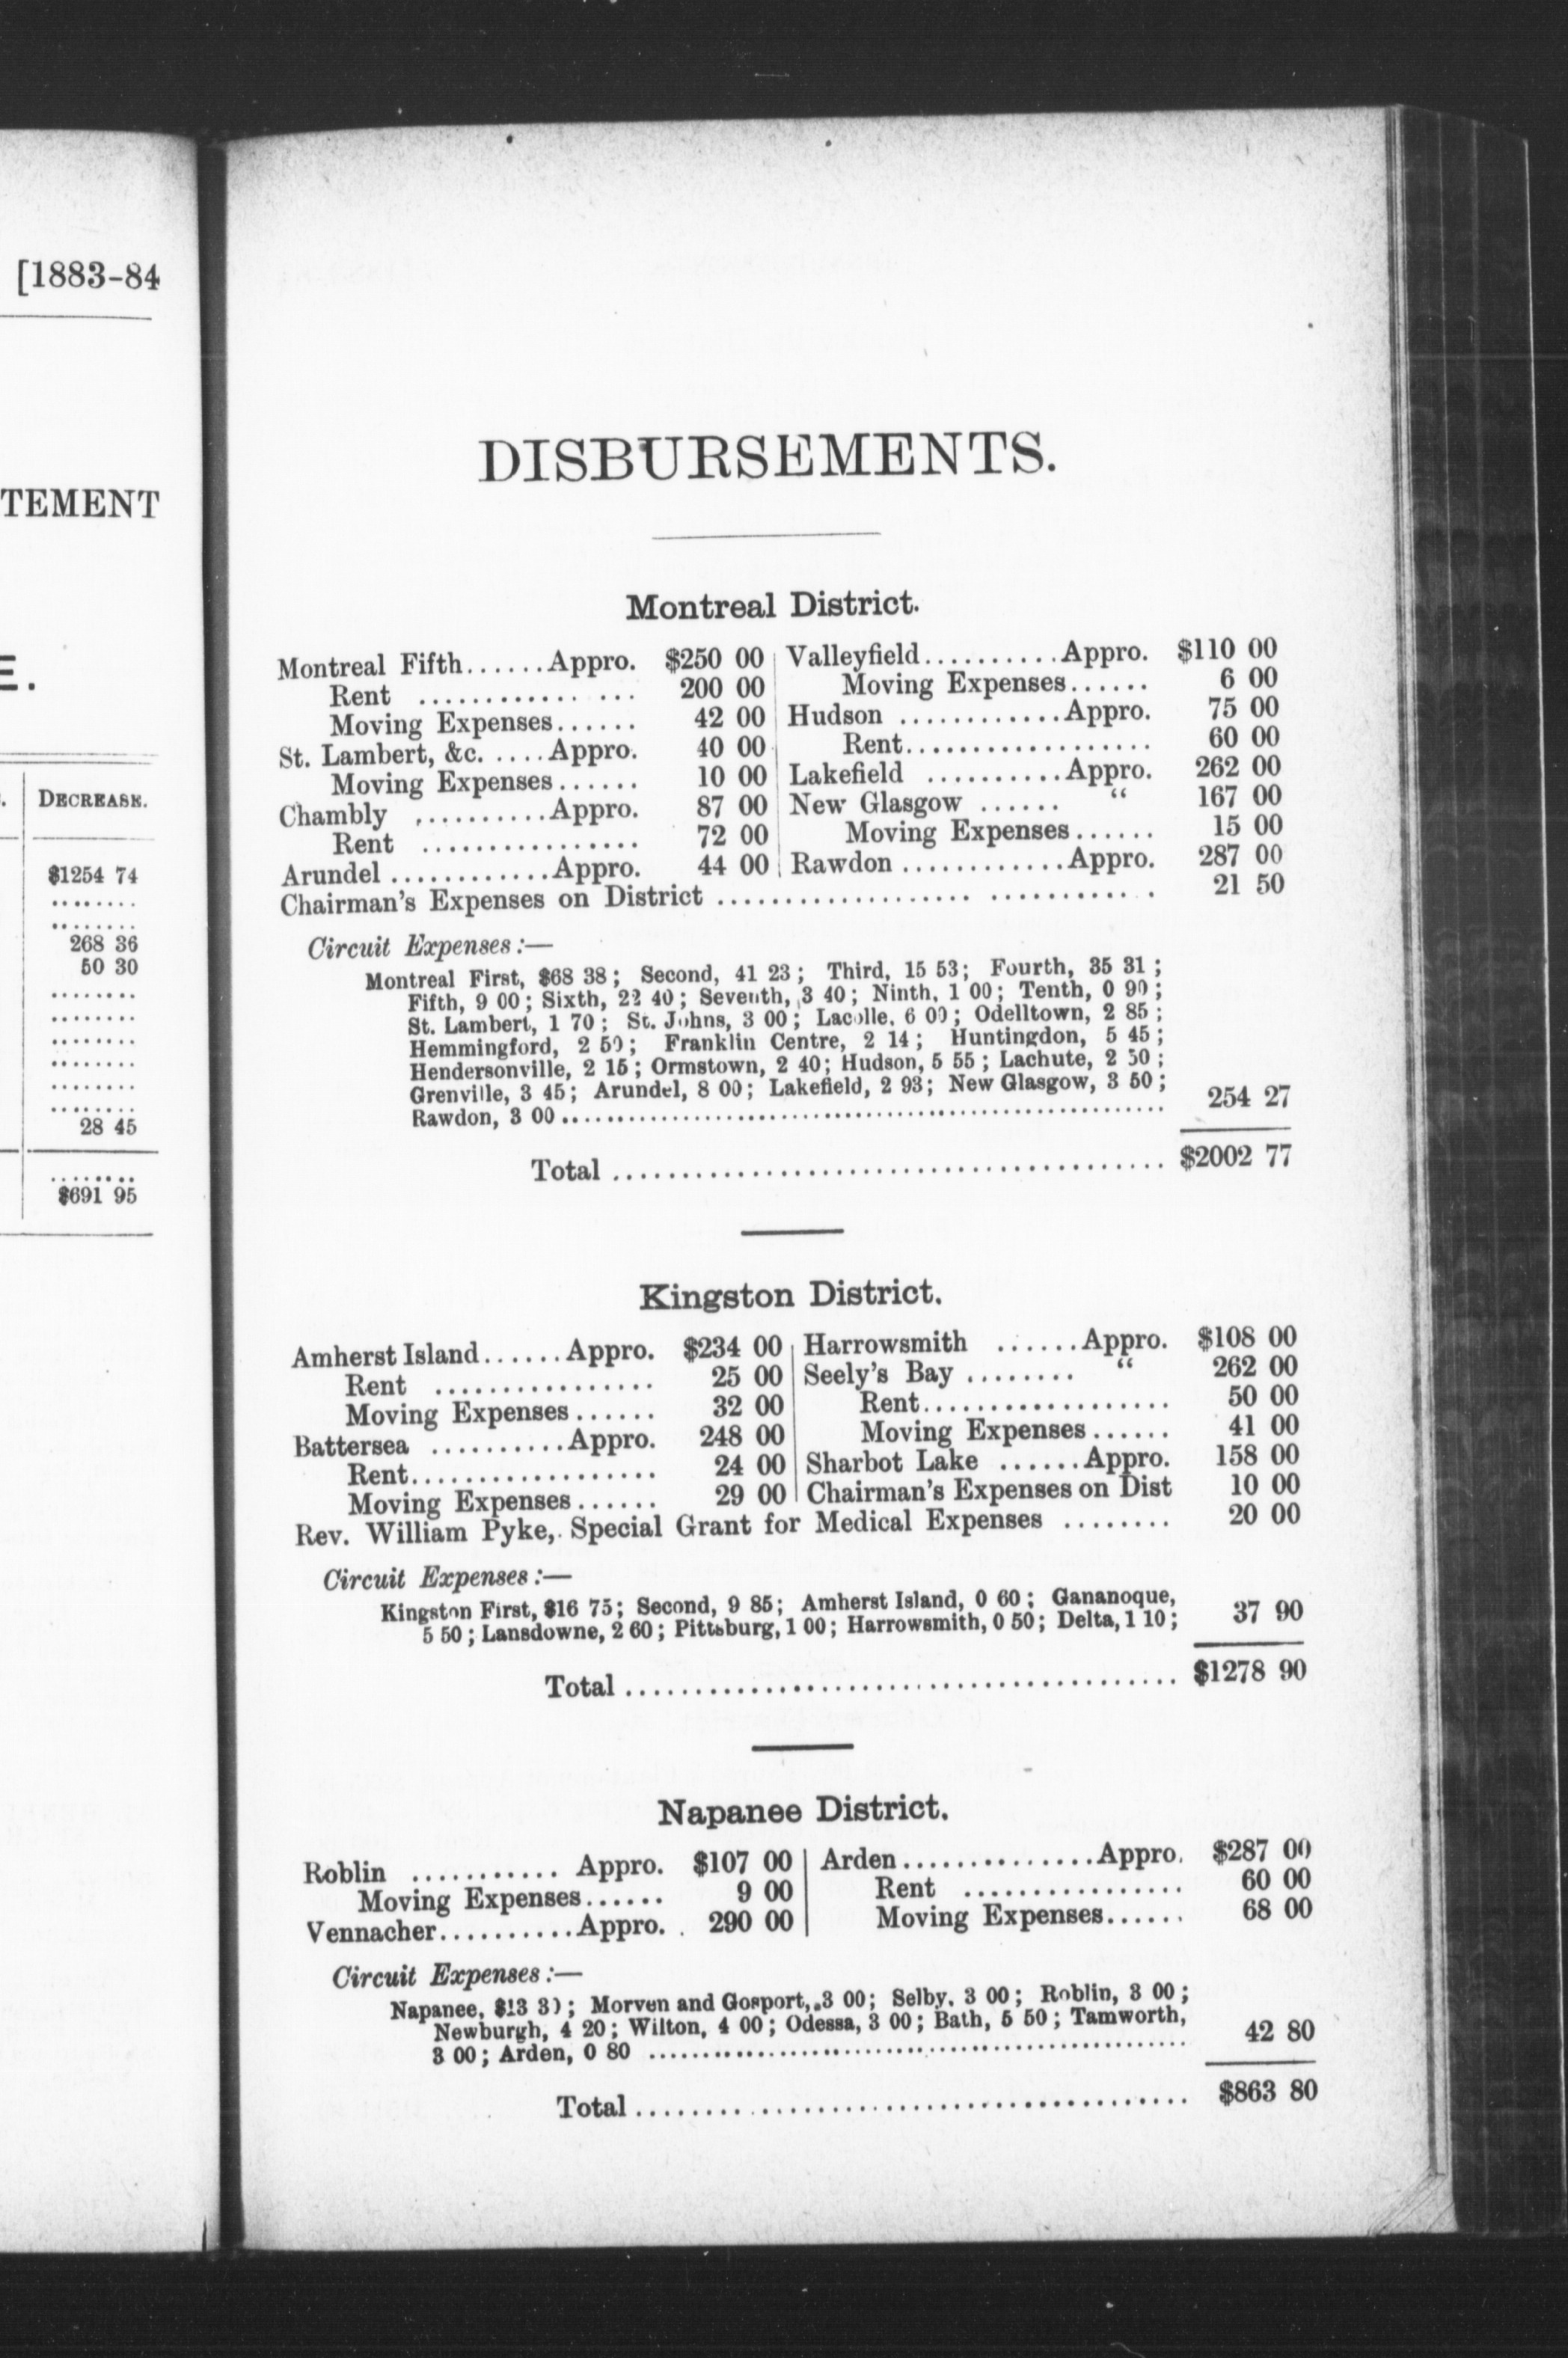 [1883-84
TEMENT
E.
DECREASE.
$1254 74
........
........
268 36
50 30
........
........
........
........
........
........
28 45
........
$691 95
DISBURSEMENTS.
Montreal District.
Montreal Fifth......Appro. $250 00
Rent ............... 200 00
Moving Expenses...... 42 00
St. Lambert, &c. .....Appro. 40 00
Moving Expenses...... 10 00
Chambly ..........Appro. 87 00
Rent ................ 72 00
Arundel ............Appro. 44 00
Valleyfield..........Appro. $110 00
Moving Expenses...... 6 00
Hudson ............Appro. 75 00
Rent.................. 60 00
Lakefield ..........Appro. 262 00
New Glasgow ...... “ 167 00
Moving Expenses...... 15 00
Rawdon ............Appro. 287 00
Chairman's Expenses on District .............................. 21 50
Circuit Expenses:—
Montreal First, $68 38; Second, 41 23; Third, 15 53; Fourth, 35 31;
Fifth, 9 00; Sixth, 22 40; Seventh, 3 40; Ninth, 1 00; Tenth, 0 90;
St. Lambert, 1 70; St. Johns, 3 00; Lacolle, 6 00; Odelltown, 2 85;
Hemmingford, 2 50; Franklin Centre, 2 14; Huntingdon, 5 45;
Hendersonville, 2 15; Ormstown, 2 40; Hudson, 5 55; Lachute, 2 50;
Grenville, 3 45; Arundel, 8 00; Lakefield, 2 93; New Glasgow, 3 50;
Rawdon, 3 00 ........................................ 254 27
Total ........................................ $2002 77
Kingston District.
Amherst Island......Appro. $234 00
Rent ................ 25 00
Moving Expenses...... 32 00
Battersea ..........Appro. 248 00
Rent.................. 24 00
Moving Expenses...... 29 00
Harrowsmith ......Appro. $108 00
Seely's Bay ........ “ 262 00
Rent.................. 50 00
Moving Expenses...... 41 00
Sharbot Lake ......Appro. 158 00
Chairman's Expenses on Dist 10 00
Rev. William Pyke, Special Grant for Medical Expenses ........ 20 00
Circuit Expenses:—
Kingston First, $16 75; Second, 9 85; Amherst Island, 0 60; Gananoque,
5 50; Lansdowne, 2 60; Pittsburg, 1 00; Harrowsmith, 0 50; Delta, 1 10; 37 90
Total ........................................ $1278 90
Napanee District.
Roblin ........... Appro. $107 00
Moving Expenses...... 9 00
Vennacher..........Appro. 290 00
Arden..............Appro. $287 00
Rent ................ 60 00
Moving Expenses...... 68 00
Circuit Expenses:—
Napanee, $13 30; Morven and Gosport, 3 00; Selby, 3 00; Roblin, 3 00;
Newburgh, 4 20; Wilton, 4 00; Odessa, 3 00; Bath, 5 50; Tamworth,
3 00; Arden, 0 80 ........................................ 42 80
Total ........................................ $863 80